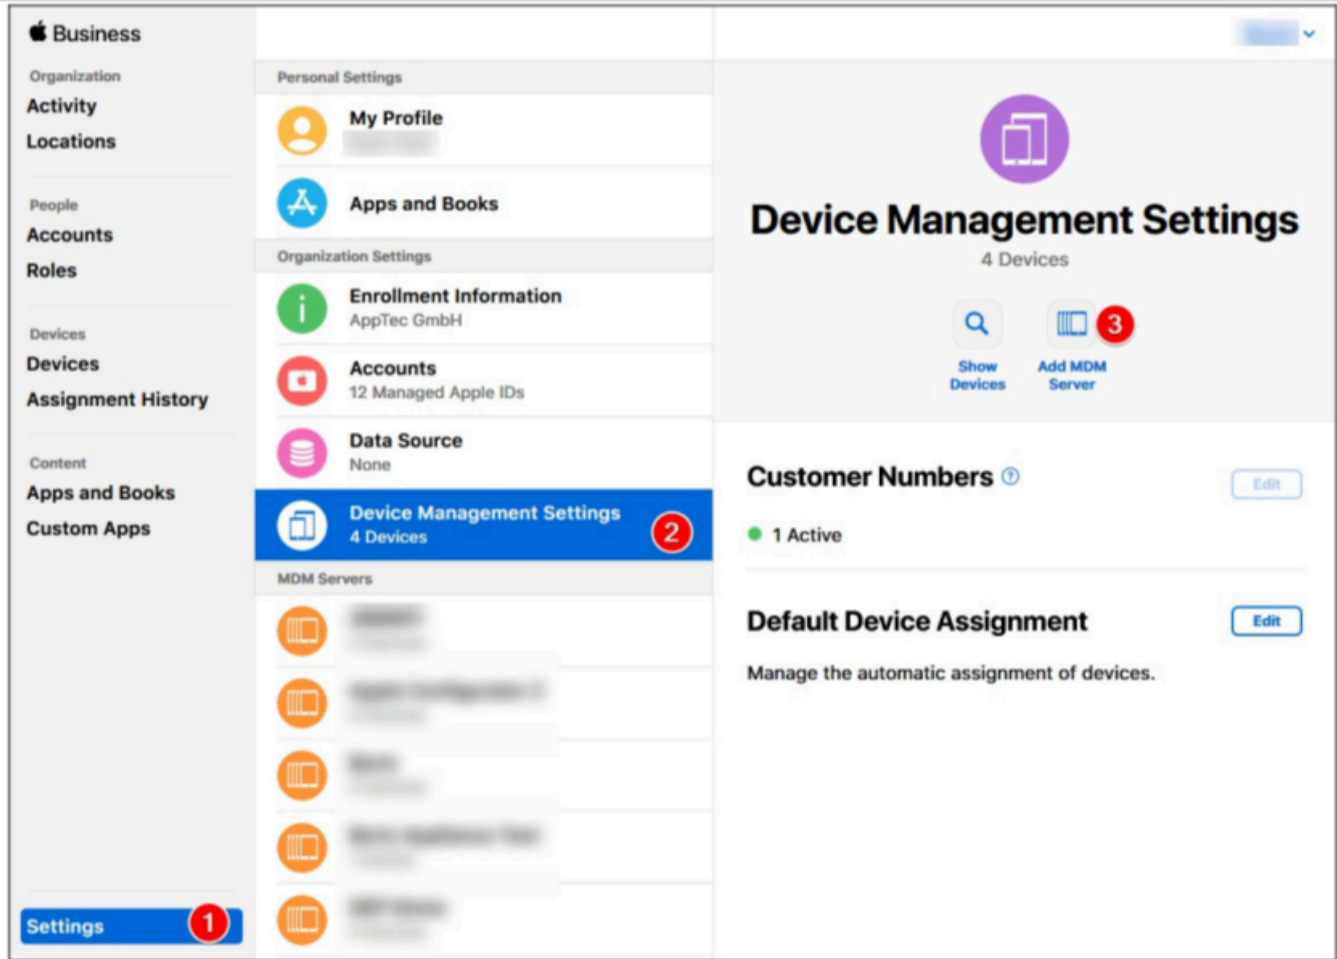 Business
Organization
Activity
Locations
People
Accounts
Roles
Devices
Devices
Assignment History
Content
Apps and Books
Custom Apps
Settings
1
Personal Settings
My Profile
Apps and Books
Organization Settings
Enrollment Information
AppTec GmbH
Accounts
12 Managed Apple IDs
Data Source
None
Device Management Settings
4 Devices
2
MDM Servers
Device Management Settings
4 Devices
3
Show
Devices
Add MDM
Server
Customer Numbers ?
Edit
1 Active
Default Device Assignment
Edit
Manage the automatic assignment of devices.